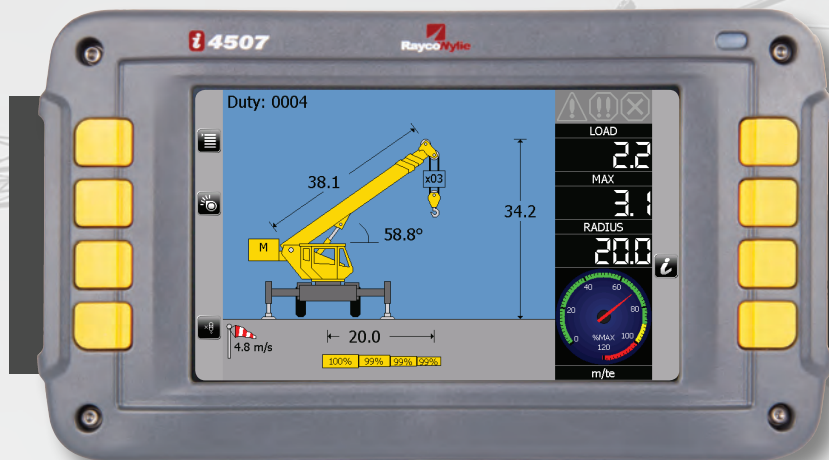 i 4507
RaycoWylie
Duty: 0004
LOAD
2.2
MAX
3.1
RADIUS
20.0
38.1
x03
34.2
58.8°
M
4.8 m/s
20.0
100% 99% 99% 99%
0 20 40 60 80 100 120
%MAX
m/te
i